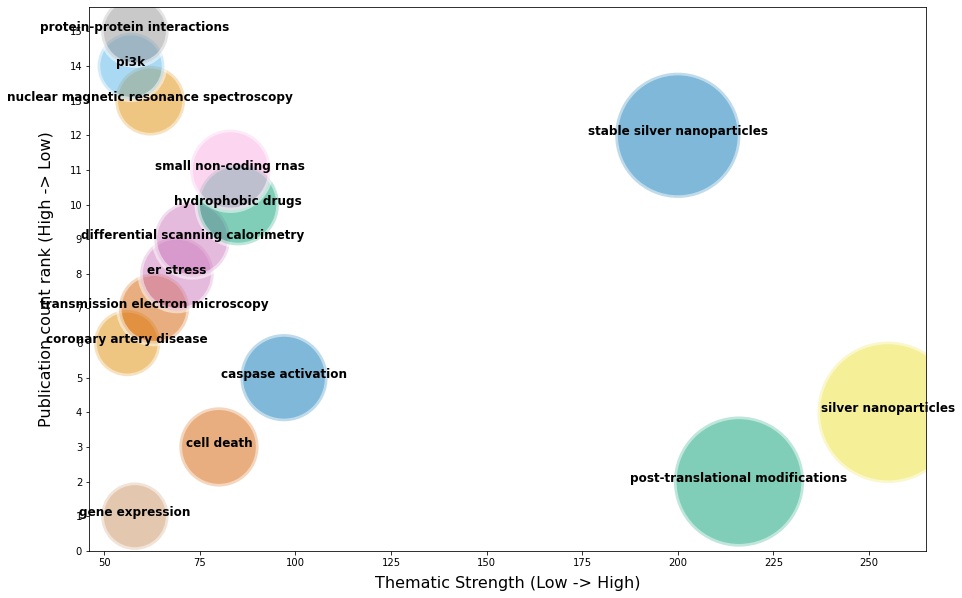 protein-protein interactions
15
pi3k
14
nuclear magnetic resonance spectroscopy
13
stable silver nanoparticles
12
small non-coding rnas
11
hydrophobic drugs
10
differential scanning calorimetry
9
er stress
8
transmission electron microscopy
7
coronary artery disease
6
caspase activation
5
silver nanoparticles
4
cell death
3
post-translational modifications
2
gene expression
1
0
Publication count rank (High -> Low)
50 75 100 125 150 175 200 225 250
Thematic Strength (Low -> High)